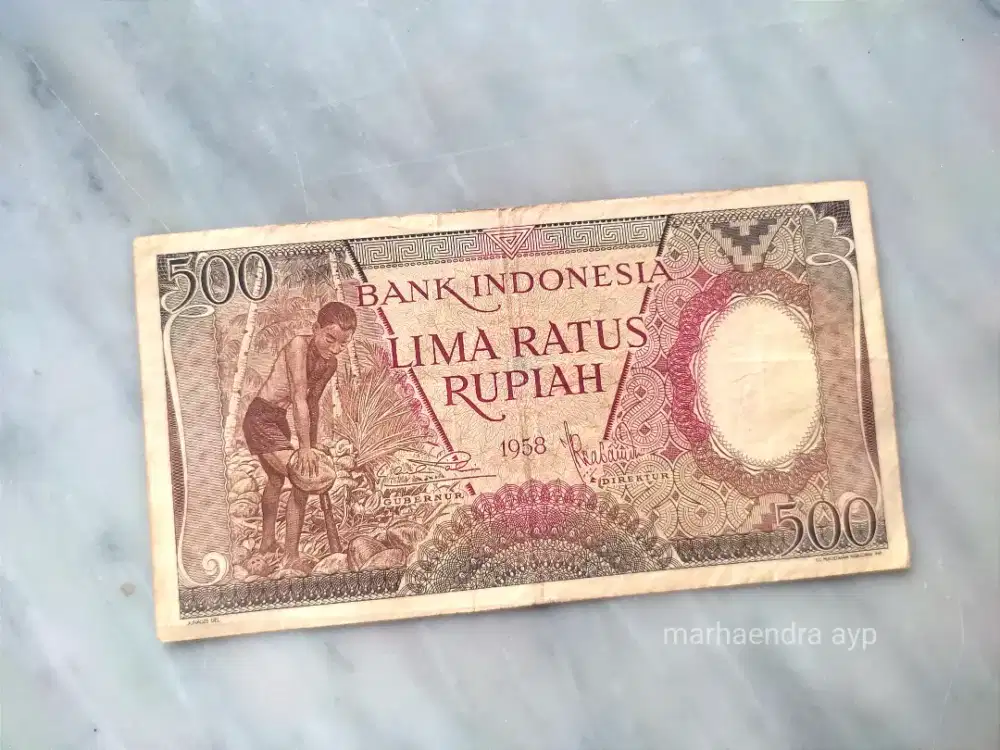 500
BANK INDONESIA
LIMA RATUS
RUPIAH
1958
GUBERNUR
DIREKTUR
500
marhaendra ayp